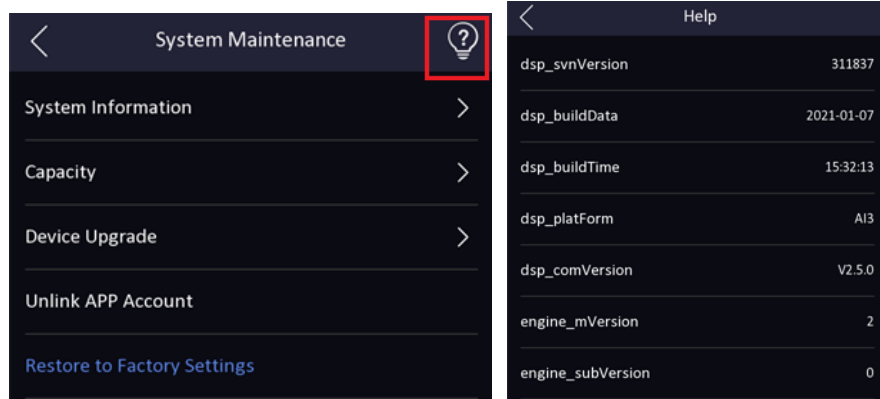 System Maintenance
System Information
Capacity
Device Upgrade
Unlink APP Account
Restore to Factory Settings
Help
dsp_svnVersion 311837
dsp_buildData 2021-01-07
dsp_buildTime 15:32:13
dsp_platForm AI3
dsp_comVersion V2.5.0
engine_mVersion 2
engine_subVersion 0